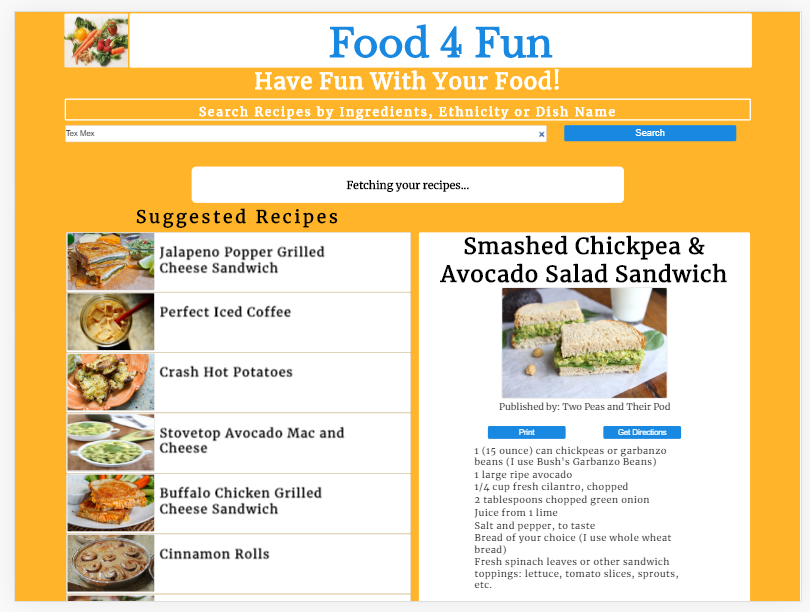 Food 4 Fun
Have Fun With Your Food!
Search Recipes by Ingredients, Ethnicity or Dish Name
Tex Mex
×
Search
Fetching your recipes...
Suggested Recipes
Jalapeno Popper Grilled
Cheese Sandwich
Perfect Iced Coffee
Crash Hot Potatoes
Stovetop Avocado Mac and
Cheese
Buffalo Chicken Grilled
Cheese Sandwich
Cinnamon Rolls
Smashed Chickpea &
Avocado Salad Sandwich
Published by: Two Peas and Their Pod
Print
Get Directions
1 (15 ounce) can chickpeas or garbanzo
beans (I use Bush's Garbanzo Beans)
1 large ripe avocado
1/4 cup fresh cilantro, chopped
2 tablespoons chopped green onion
Juice from 1 lime
Salt and pepper, to taste
Bread of your choice (I use whole wheat
bread)
Fresh spinach leaves or other sandwich
toppings: lettuce, tomato slices, sprouts,
etc.